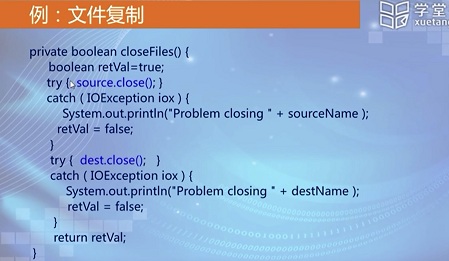 例：文件复制
学堂
xuetan
private boolean closeFiles() {
boolean retVal=true;
try { source.close(); }
catch ( IOException iox ) {
System.out.println("Problem closing " + sourceName );
retVal = false;
}
try { dest.close(); }
catch ( IOException iox ) {
System.out.println("Problem closing " + destName );
retVal = false;
}
return retVal;
}